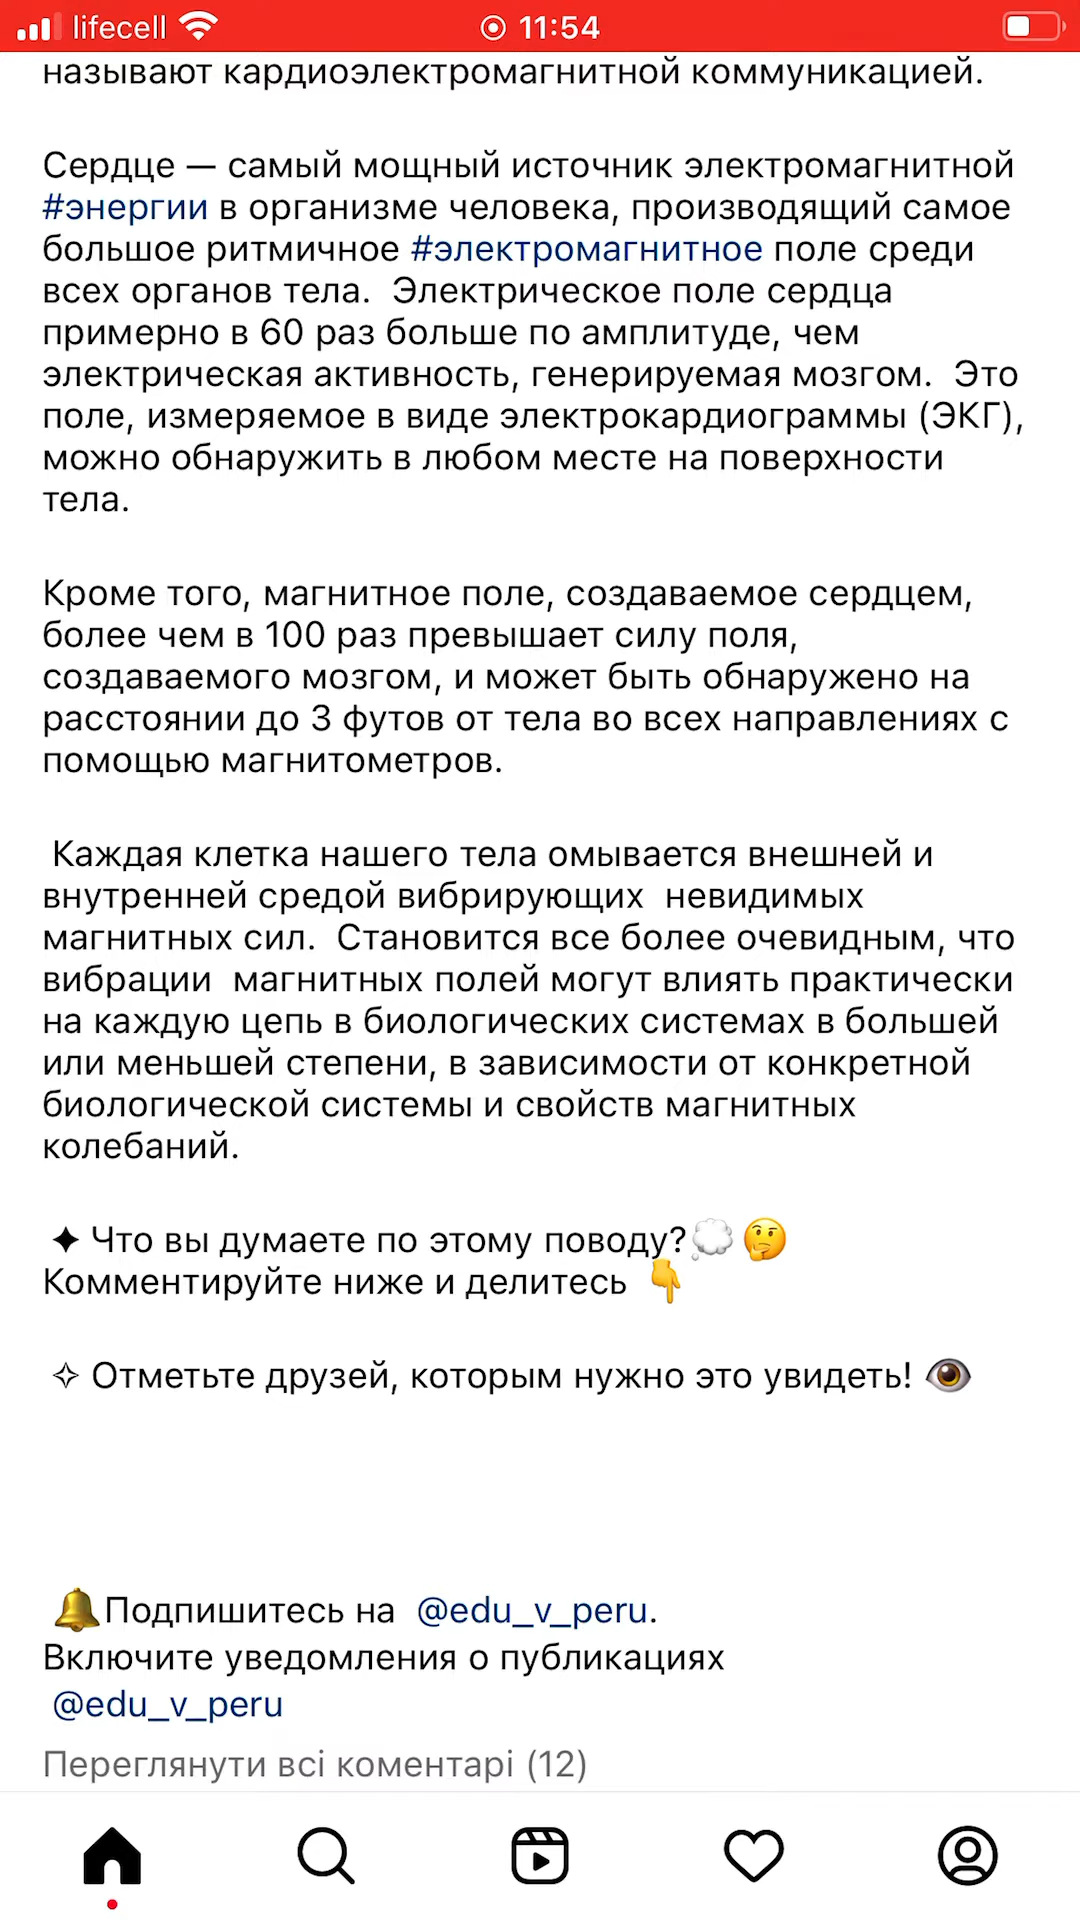 lifecell 11:54
называют кардиоэлектромагнитной коммуникацией.
Сердце — самый мощный источник электромагнитной
#энергии в организме человека, производящий самое
большое ритмичное #электромагнитное поле среди
всех органов тела.  Электрическое поле сердца
примерно в 60 раз больше по амплитуде, чем
электрическая активность, генерируемая мозгом.  Это
поле, измеряемое в виде электрокардиограммы (ЭКГ),
можно обнаружить в любом месте на поверхности
тела.
Кроме того, магнитное поле, создаваемое сердцем,
более чем в 100 раз превышает силу поля,
создаваемого мозгом, и может быть обнаружено на
расстоянии до 3 футов от тела во всех направлениях с
помощью магнитометров.
Каждая клетка нашего тела омывается внешней и
внутренней средой вибрирующих  невидимых
магнитных сил.  Становится все более очевидным, что
вибрации  магнитных полей могут влиять практически
на каждую цепь в биологических системах в большей
или меньшей степени, в зависимости от конкретной
биологической системы и свойств магнитных
колебаний.
✦ Что вы думаете по этому поводу?💭🤔
Комментируйте ниже и делитесь 👇
✧ Отметьте друзей, которым нужно это увидеть! 👁
🔔Подпишитесь на  @edu_v_peru.
Включите уведомления о публикациях
@edu_v_peru
Переглянути всі коментарі (12)